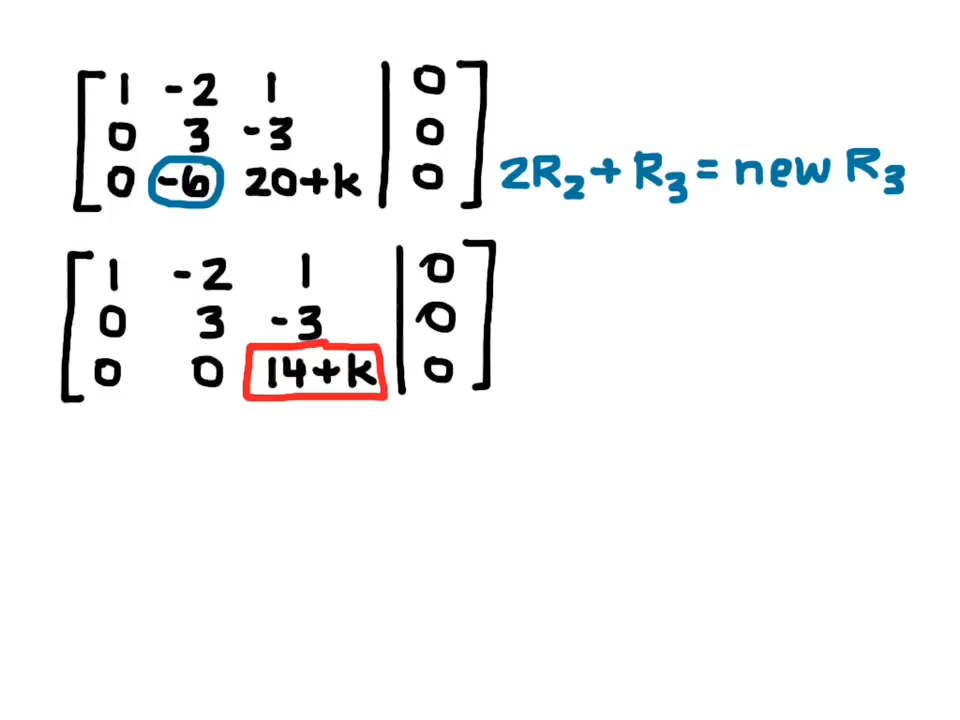 1 -2 1 | 0
0 3 -3 | 0
0 -6 20+k | 0 2R₂ + R₃ = new R₃
1 -2 1 | 0
0 3 -3 | 0
0 0 14+k | 0